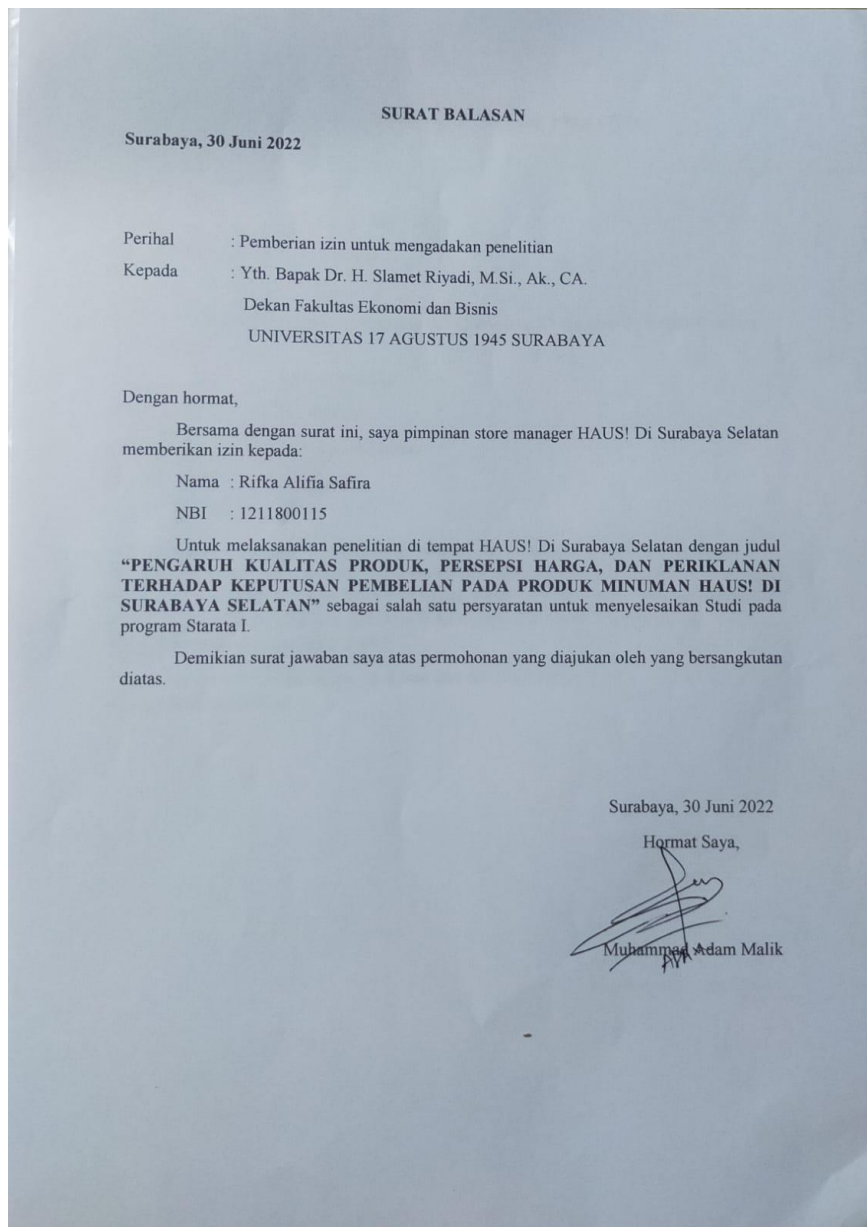 SURAT BALASAN
Surabaya, 30 Juni 2022
Perihal : Pemberian izin untuk mengadakan penelitian
Kepada : Yth. Bapak Dr. H. Slamet Riyadi, M.Si., Ak., CA.
Dekan Fakultas Ekonomi dan Bisnis
UNIVERSITAS 17 AGUSTUS 1945 SURABAYA
Dengan hormat,
Bersama dengan surat ini, saya pimpinan store manager HAUS! Di Surabaya Selatan
memberikan izin kepada:
Nama : Rifka Alifia Safira
NBI : 1211800115
Untuk melaksanakan penelitian di tempat HAUS! Di Surabaya Selatan dengan judul
“PENGARUH KUALITAS PRODUK, PERSEPSI HARGA, DAN PERIKLANAN
TERHADAP KEPUTUSAN PEMBELIAN PADA PRODUK MINUMAN HAUS! DI
SURABAYA SELATAN” sebagai salah satu persyaratan untuk menyelesaikan Studi pada
program Starata I.
Demikian surat jawaban saya atas permohonan yang diajukan oleh yang bersangkutan
diatas.
Surabaya, 30 Juni 2022
Hormat Saya,
Muhammad Adam Malik